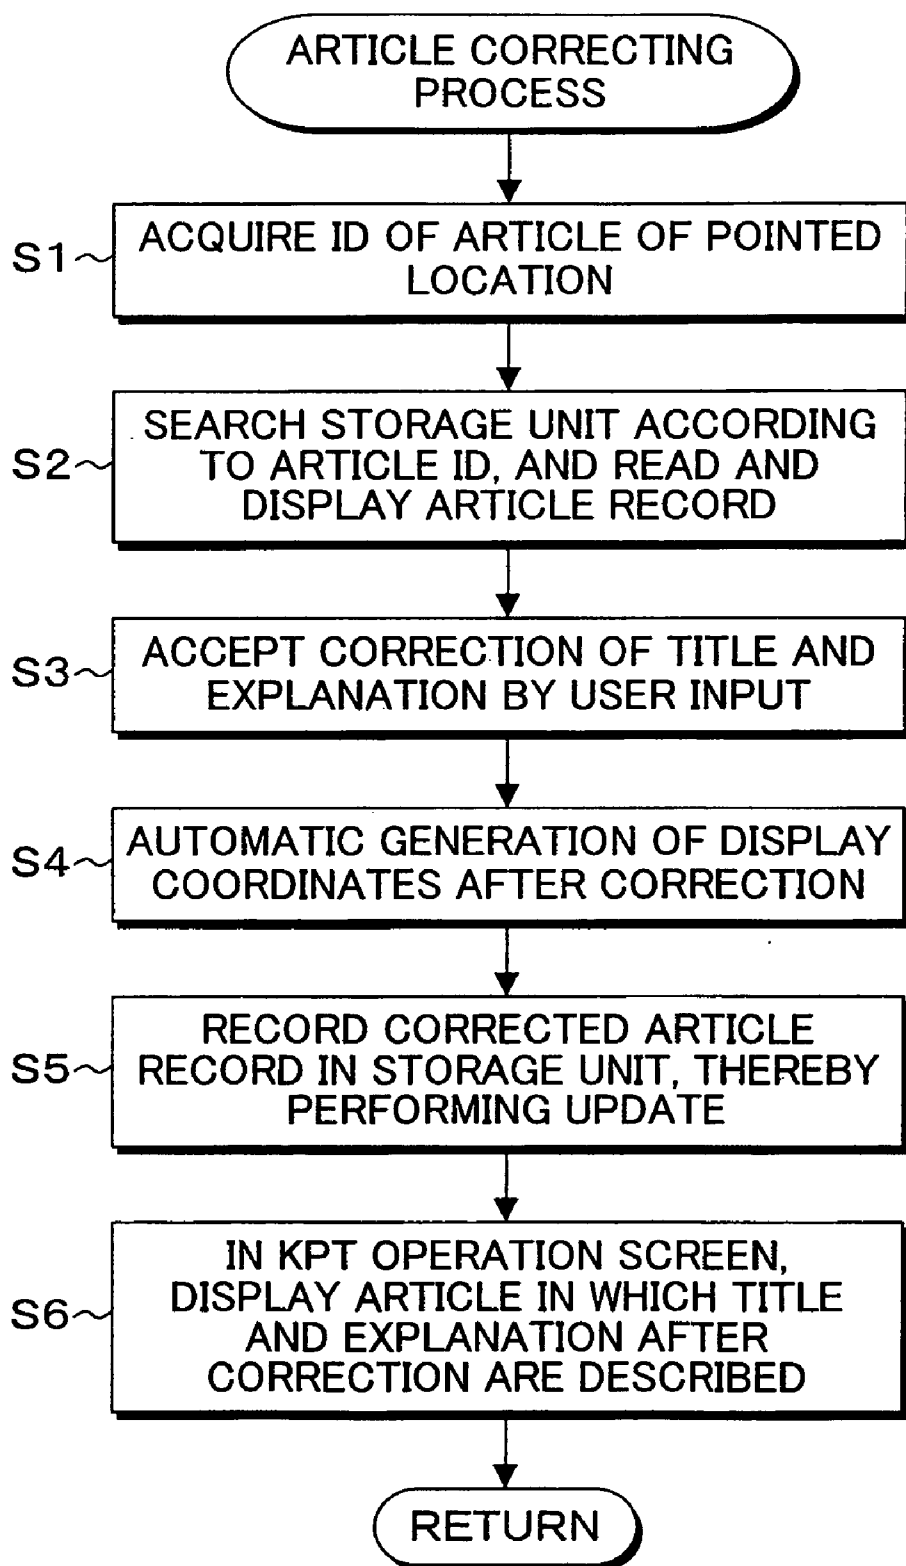 ARTICLE CORRECTING
PROCESS
S1
ACQUIRE ID OF ARTICLE OF POINTED
LOCATION
S2
SEARCH STORAGE UNIT ACCORDING
TO ARTICLE ID, AND READ AND
DISPLAY ARTICLE RECORD
S3
ACCEPT CORRECTION OF TITLE AND
EXPLANATION BY USER INPUT
S4
AUTOMATIC GENERATION OF DISPLAY
COORDINATES AFTER CORRECTION
S5
RECORD CORRECTED ARTICLE
RECORD IN STORAGE UNIT, THEREBY
PERFORMING UPDATE
S6
IN KPT OPERATION SCREEN,
DISPLAY ARTICLE IN WHICH TITLE
AND EXPLANATION AFTER
CORRECTION ARE DESCRIBED
RETURN